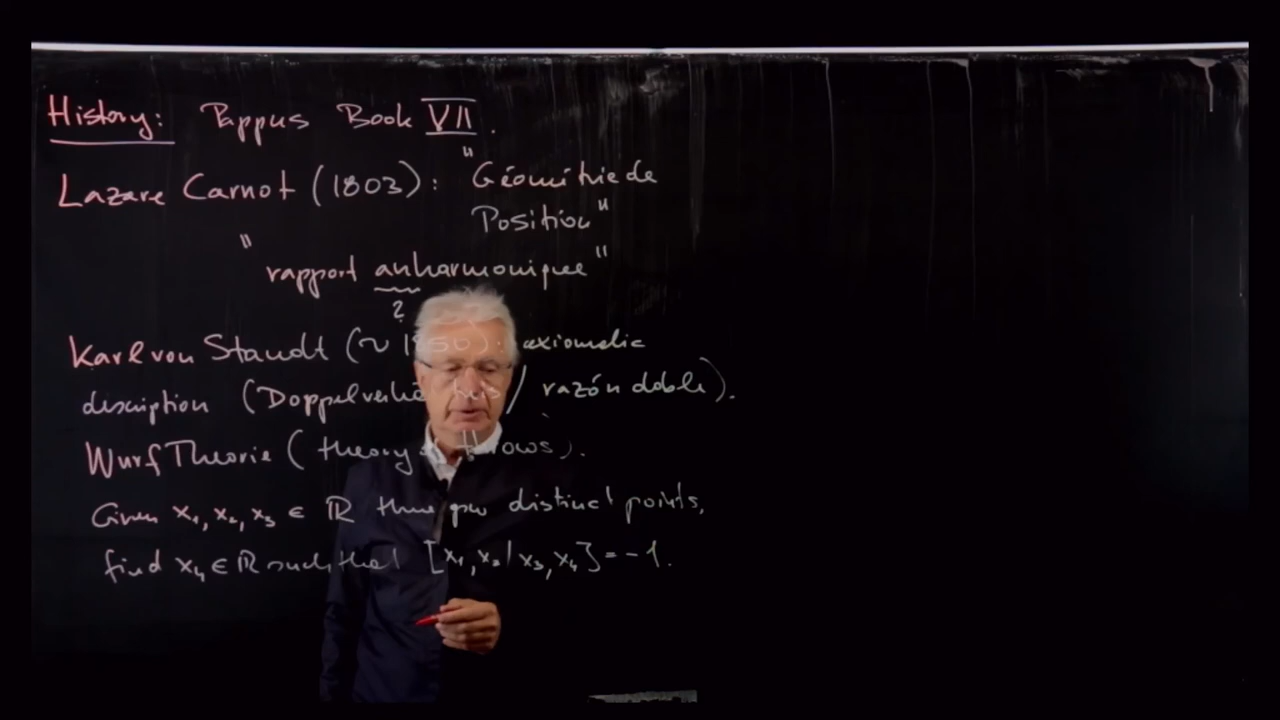 History: Pappus Book VII.
Lazare Carnot (1803): "Géométrie de
Position"
"rapport anharmonique"
?
Karl von Staudt (~ 1850): axiomatic
description (Doppelverhältnis / razón doble).
Wurf Theorie (theory of throws).
Given x₁, x₂, x₃ ∈ ℝ three pw distinct points,
find x₄ ∈ ℝ such that [x₁, x₂ | x₃, x₄] = -1.